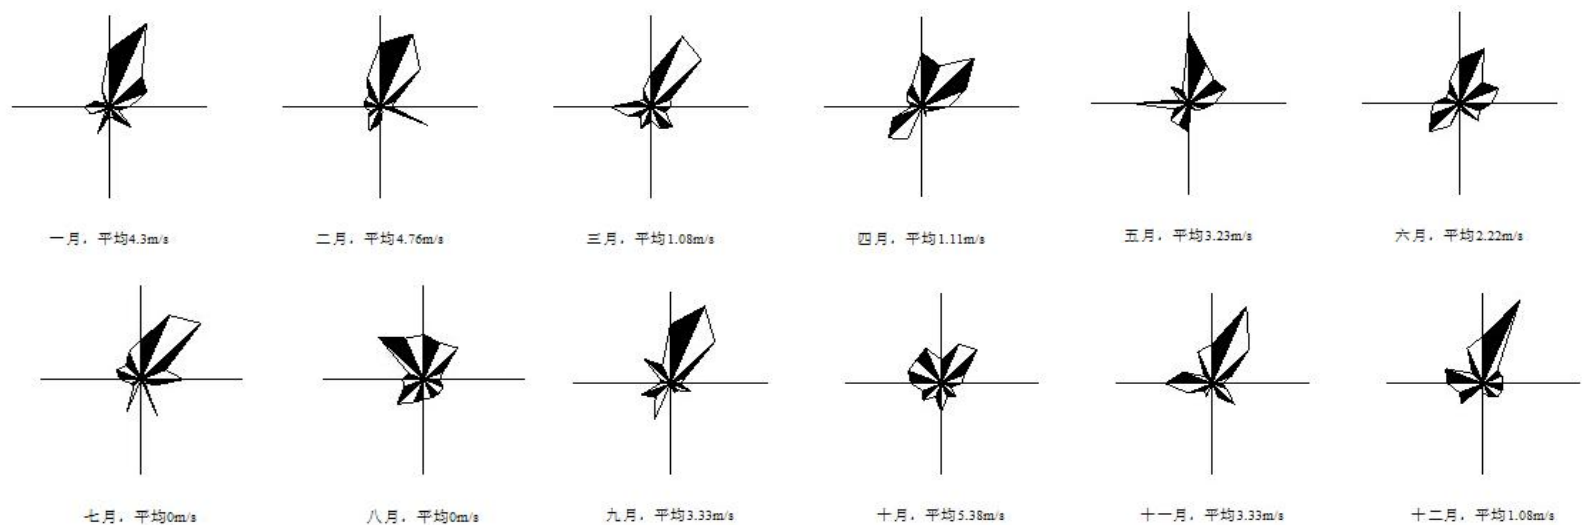 一月，平均4.3m/s
二月，平均4.76m/s
三月，平均1.08m/s
四月，平均1.11m/s
五月，平均3.23m/s
六月，平均2.22m/s
七月，平均0m/s
八月，平均0m/s
九月，平均3.33m/s
十月，平均5.38m/s
十一月，平均3.33m/s
十二月，平均1.08m/s